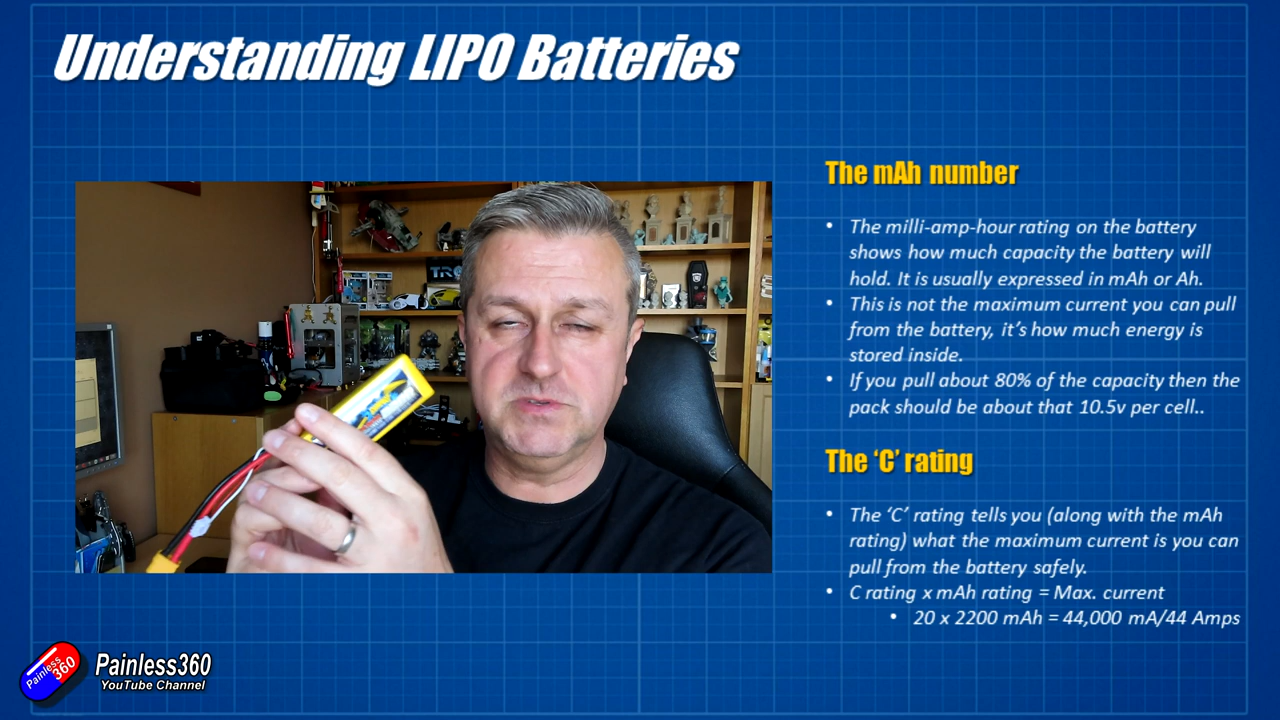 Understanding LIPO Batteries
The mAh number
• The milli-amp-hour rating on the battery
shows how much capacity the battery will
hold. It is usually expressed in mAh or Ah.
• This is not the maximum current you can pull
from the battery, it's how much energy is
stored inside.
• If you pull about 80% of the capacity then the
pack should be about that 10.5v per cell..
The 'C' rating
• The 'C' rating tells you (along with the mAh
rating) what the maximum current is you can
pull from the battery safely.
• C rating x mAh rating = Max. current
• 20 x 2200 mAh = 44,000 mA/44 Amps
Painless
360
Painless360
YouTube Channel